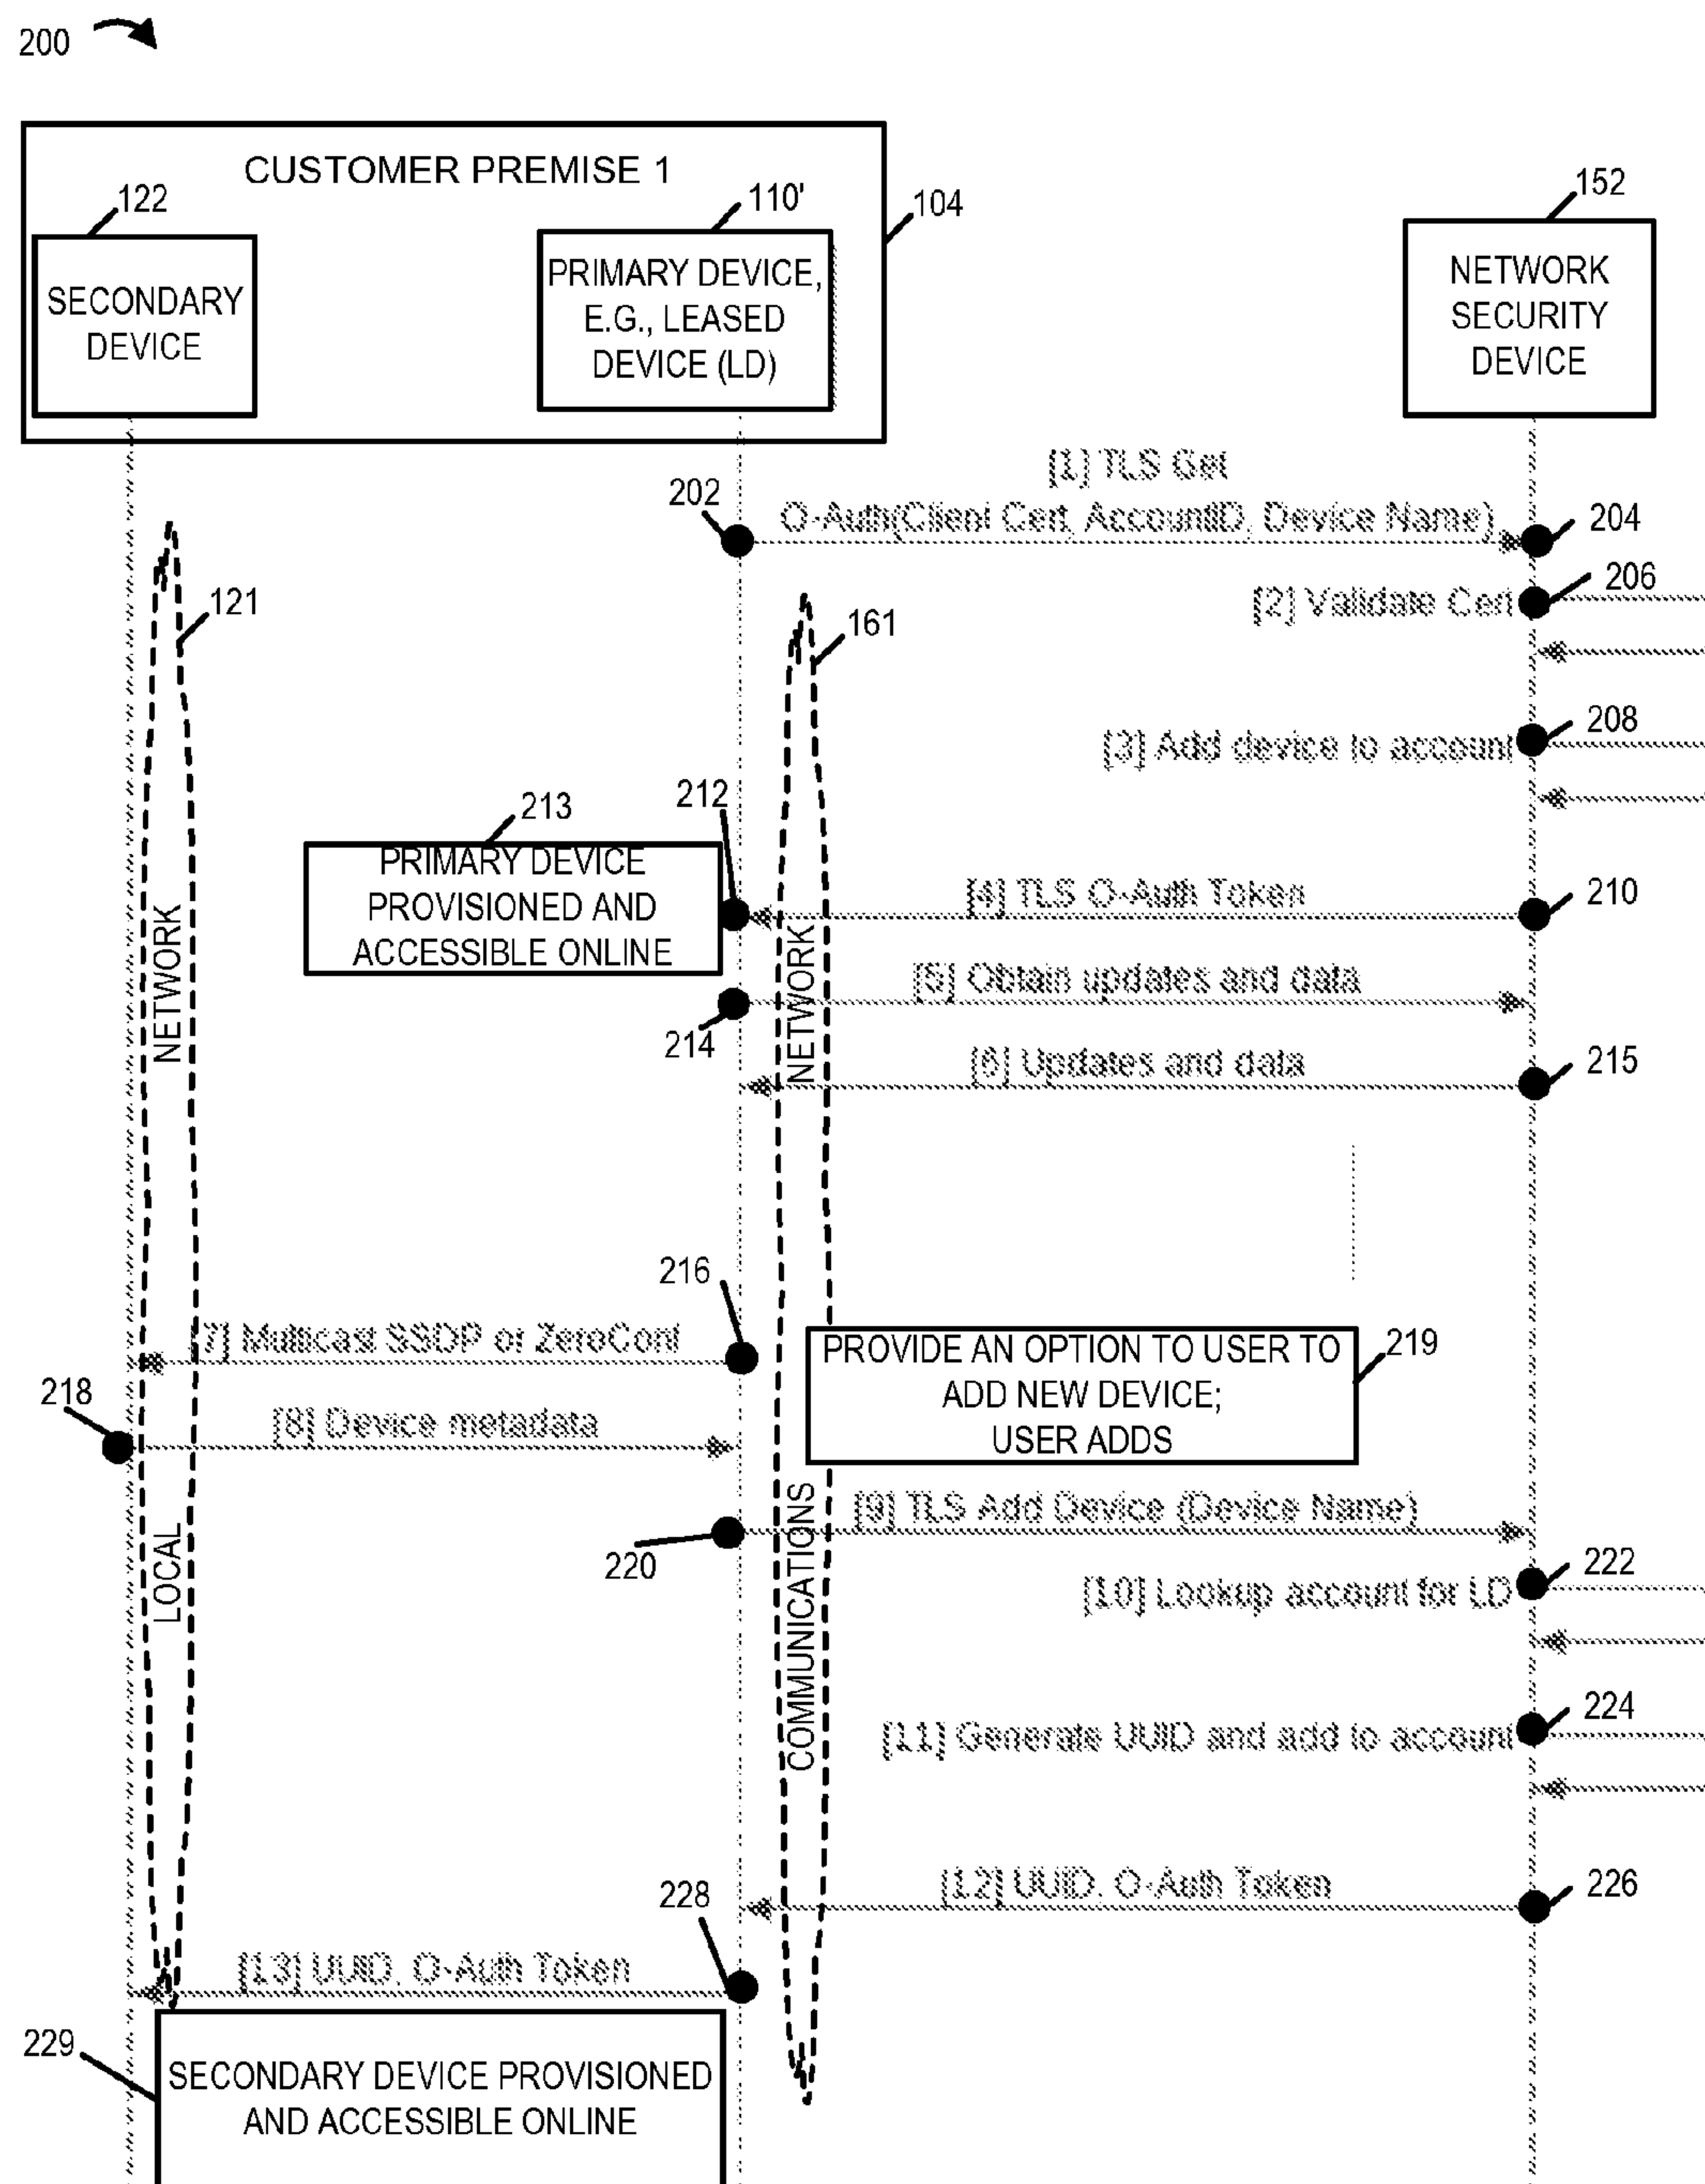 200
CUSTOMER PREMISE 1
122
110'
104
152
SECONDARY
DEVICE
PRIMARY DEVICE,
E.G., LEASED
DEVICE (LD)
NETWORK
SECURITY
DEVICE
[1] TLS Get
O-Auth(Client Cert, AccountID, Device Name)
202
204
[2] Validate Cert
206
121
161
[3] Add device to account
208
213
212
PRIMARY DEVICE
PROVISIONED AND
ACCESSIBLE ONLINE
[4] TLS O-Auth Token
210
[5] Obtain updates and data
214
[6] Updates and data
215
LOCAL NETWORK
COMMUNICATIONS NETWORK
216
[7] Multicast SSDP or ZeroConf
PROVIDE AN OPTION TO USER TO
ADD NEW DEVICE;
USER ADDS
219
218
[8] Device metadata
[9] TLS Add Device (Device Name)
220
[10] Lookup account for LD
222
[11] Generate UUID and add to account
224
[12] UUID, O-Auth Token
226
228
[13] UUID, O-Auth Token
229
SECONDARY DEVICE PROVISIONED
AND ACCESSIBLE ONLINE